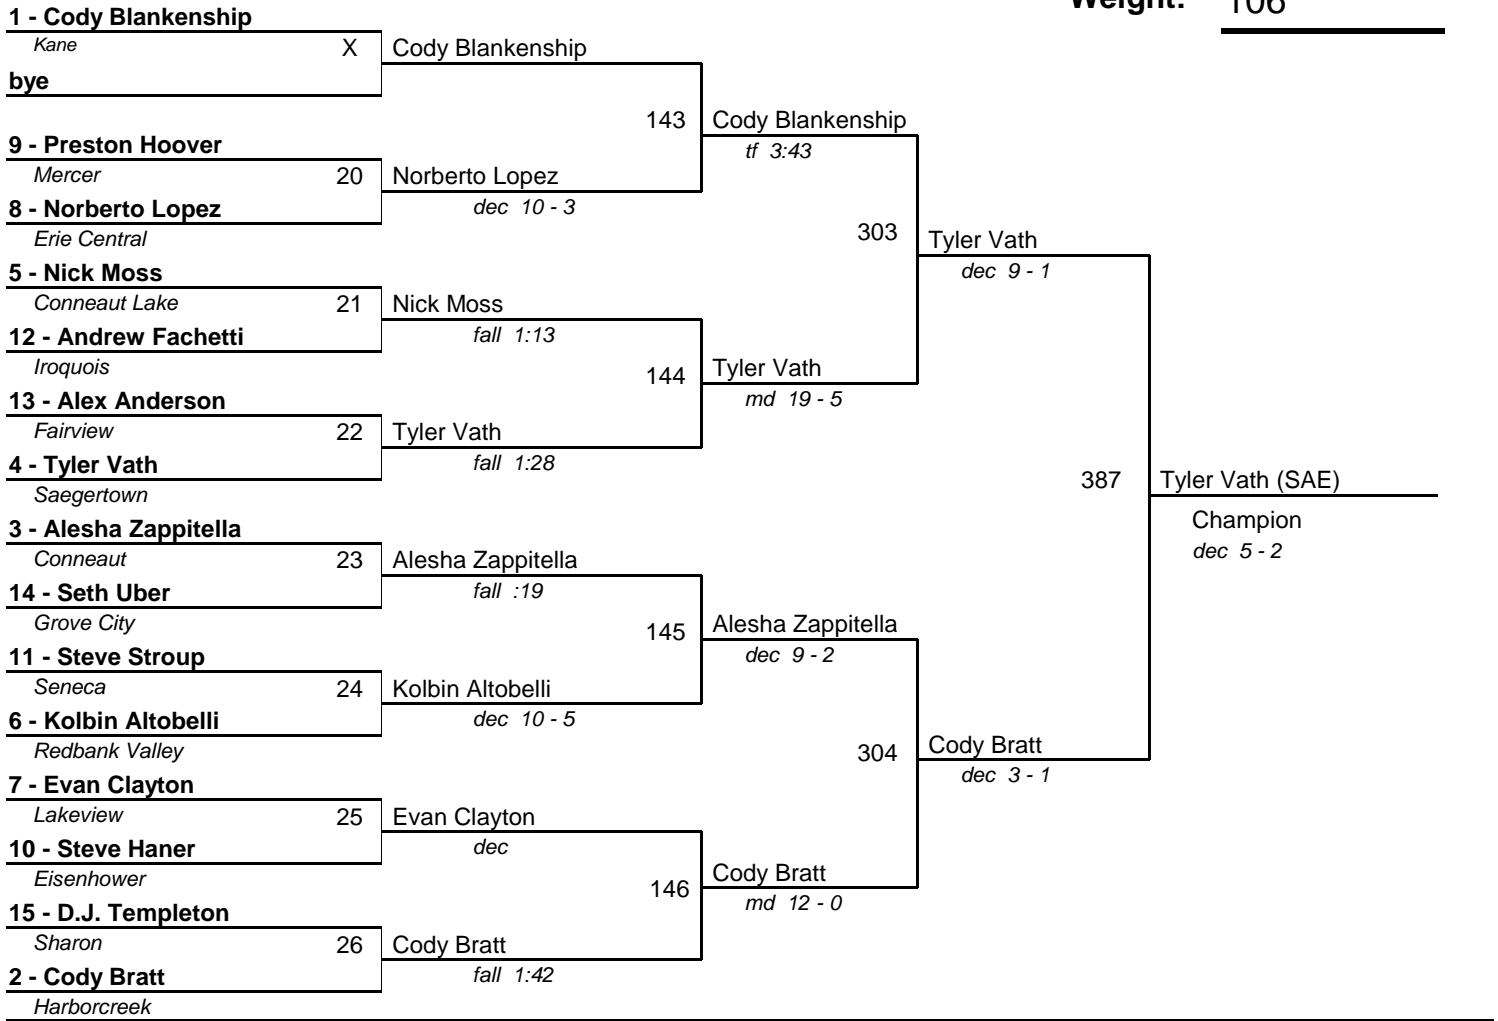 Weight: 106
1 - Cody Blankenship
Kane
X
Cody Blankenship
bye
143
Cody Blankenship
tf 3:43
9 - Preston Hoover
Mercer
20
Norberto Lopez
dec 10 - 3
8 - Norberto Lopez
Erie Central
303
Tyler Vath
dec 9 - 1
5 - Nick Moss
Conneaut Lake
21
Nick Moss
fall 1:13
12 - Andrew Fachetti
Iroquois
144
Tyler Vath
md 19 - 5
13 - Alex Anderson
Fairview
22
Tyler Vath
fall 1:28
4 - Tyler Vath
Saegertown
387
Tyler Vath (SAE)
Champion
dec 5 - 2
3 - Alesha Zappitella
Conneaut
23
Alesha Zappitella
fall :19
14 - Seth Uber
Grove City
145
Alesha Zappitella
dec 9 - 2
11 - Steve Stroup
Seneca
24
Kolbin Altobelli
dec 10 - 5
6 - Kolbin Altobelli
Redbank Valley
304
Cody Bratt
dec 3 - 1
7 - Evan Clayton
Lakeview
25
Evan Clayton
dec
10 - Steve Haner
Eisenhower
146
Cody Bratt
md 12 - 0
15 - D.J. Templeton
Sharon
26
Cody Bratt
fall 1:42
2 - Cody Bratt
Harborcreek